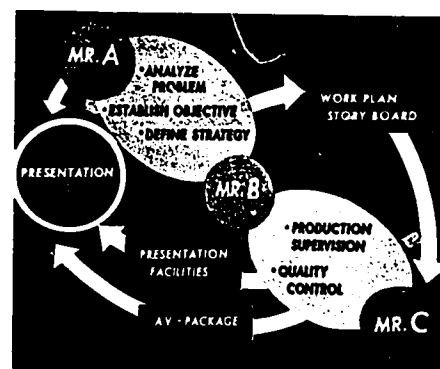 MR. A
• ANALYZE
PROBLEM
• ESTABLISH OBJECTIVE
• DEFINE STRATEGY
WORK PLAN
STORY BOARD
PRESENTATION
MR. B
• PRODUCTION
SUPERVISION
• QUALITY
CONTROL
PRESENTATION
FACILITIES
AV - PACKAGE
MR. C